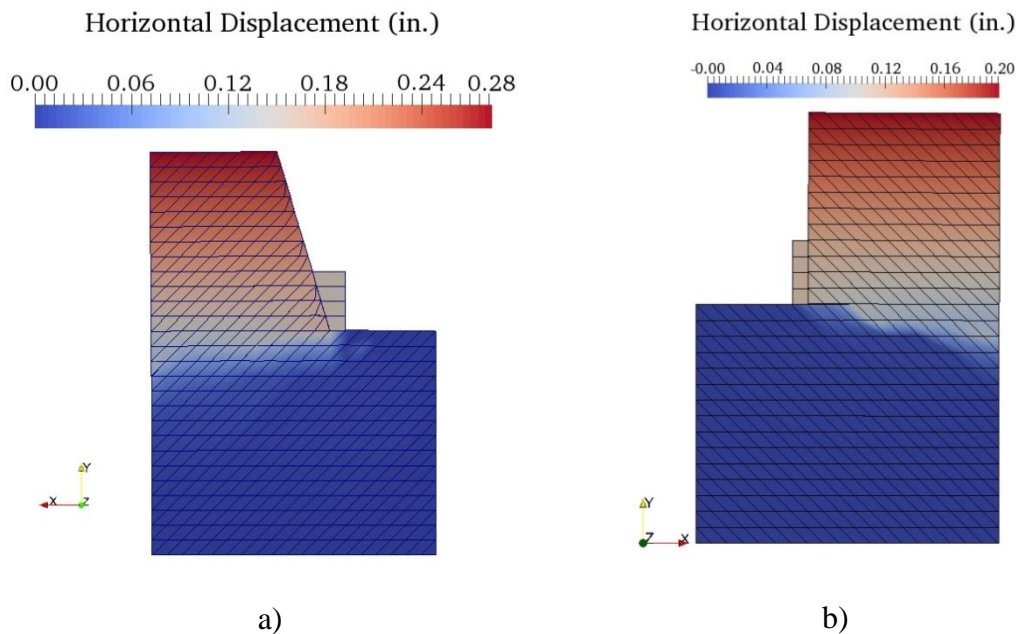 Horizontal Displacement (in.)
0.00 0.06 0.12 0.18 0.24 0.28
Y
X Z
a)
Horizontal Displacement (in.)
-0.00 0.04 0.08 0.12 0.16 0.20
Y
Z X
b)